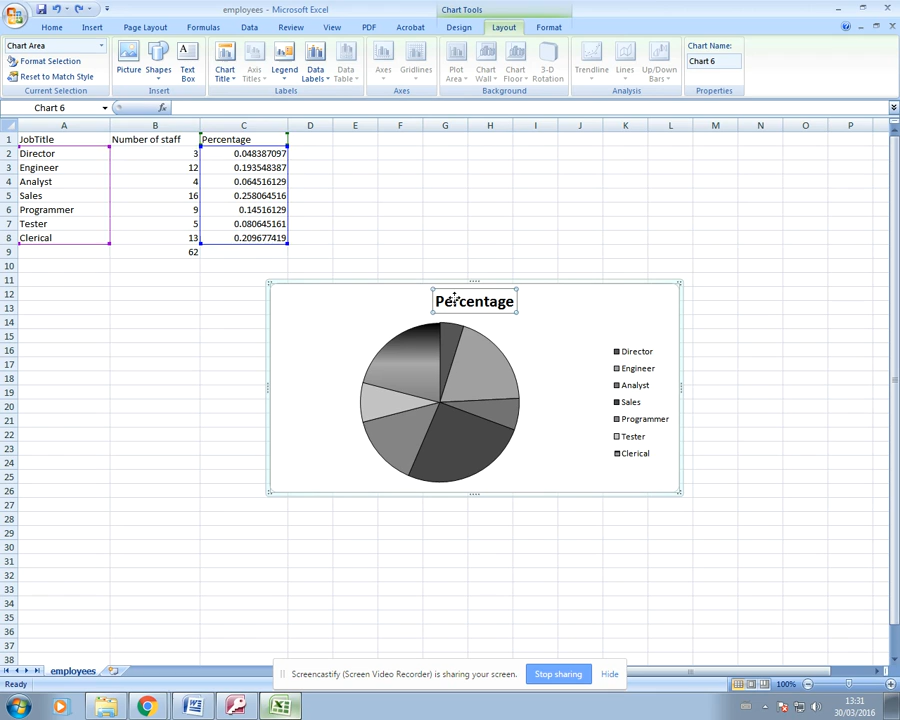 employees - Microsoft Excel
Chart Tools
Home Insert Page Layout Formulas Data Review View PDF Acrobat Design Layout Format
Chart Area
Format Selection
Reset to Match Style
Current Selection
Picture Shapes Text Box
Insert
Chart Title Axis Titles Legend Data Labels Data Table
Labels
Axes Gridlines
Axes
Plot Area Chart Wall Chart Floor 3-D Rotation
Background
Trendline Lines Up/Down Bars
Analysis
Chart Name:
Chart 6
Properties
Chart 6 fx
A B C D E F G H I J K L M N O P
1 JobTitle Number of staff Percentage
2 Director 3 0.048387097
3 Engineer 12 0.193548387
4 Analyst 4 0.064516129
5 Sales 16 0.258064516
6 Programmer 9 0.14516129
7 Tester 5 0.080645161
8 Clerical 13 0.209677419
9 62
10
11
12
13
14
15
16
17
18
19
20
21
22
23
24
25
26
27
28
29
30
31
32
33
34
35
36
37
38
Percentage
Director
Engineer
Analyst
Sales
Programmer
Tester
Clerical
employees
Screencastify (Screen Video Recorder) is sharing your screen. Stop sharing Hide
Ready 100%
13:31
30/03/2016